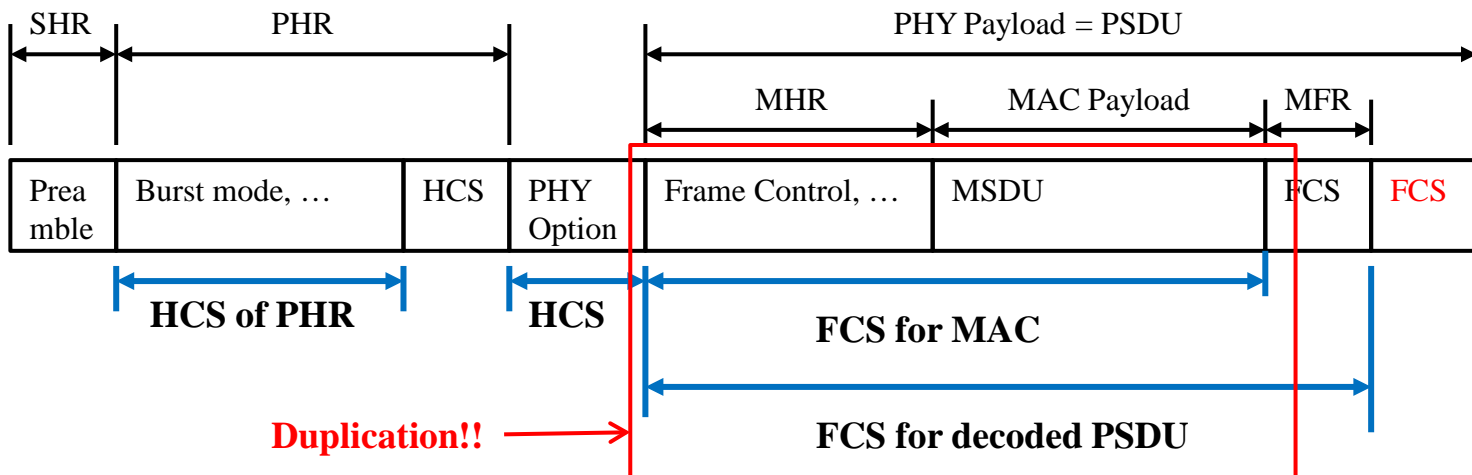 SHR PHR PHY Payload = PSDU
MHR MAC Payload MFR
Prea Burst mode, … HCS PHY Frame Control, … MSDU FCS FCS
mble Option
HCS of PHR HCS FCS for MAC
Duplication!! FCS for decoded PSDU